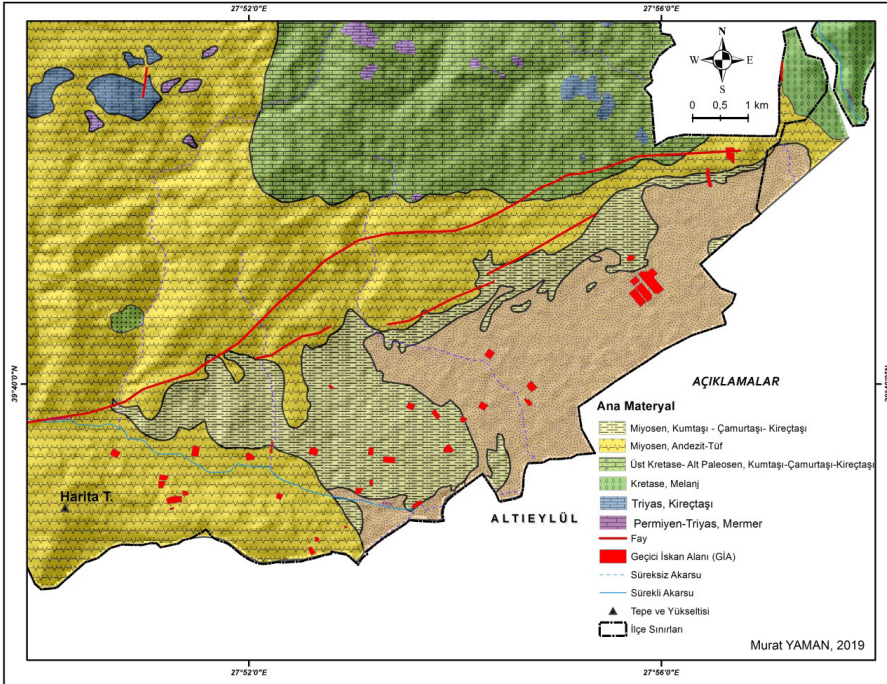 27°52'0"E
27°56'0"E
N
W E
S
0 0,5 1 km
39°40'0"N
AÇIKLAMALAR
Ana Materyal
Miyosen, Kumtaşı - Çamurtaşı- Kireçtaşı
Miyosen, Andezit-Tüf
Üst Kretase- Alt Paleosen, Kumtaşı-Çamurtaşı-Kireçtaşı
Kretase, Melanj
Triyas, Kireçtaşı
Permiyen-Triyas, Mermer
Fay
Geçici İskan Alanı (GİA)
Süreksiz Akarsu
Sürekli Akarsu
Tepe ve Yükseltisi
İlçe Sınırları
Harita T.
ALTIEYLÜL
Murat YAMAN, 2019
27°52'0"E
27°56'0"E